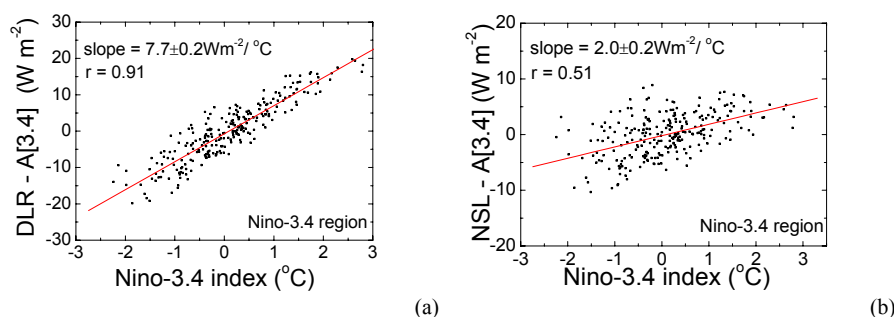 DLR - A[3.4] (W m⁻²)
30
20
10
0
-10
-20
-30
slope = 7.7±0.2Wm⁻²/ °C
r = 0.91
Nino-3.4 region
-3 -2 -1 0 1 2 3
Nino-3.4 index (°C)
(a)
NSL - A[3.4] (W m⁻²)
20
10
0
-10
-20
slope = 2.0±0.2Wm⁻²/ °C
r = 0.51
Nino-3.4 region
-3 -2 -1 0 1 2 3
Nino-3.4 index (°C)
(b)